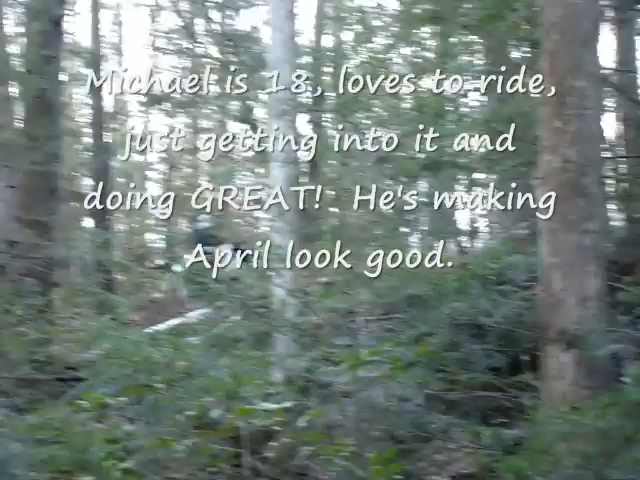 Michael is 18, loves to ride,
just getting into it and
doing GREAT!  He's making
April look good.